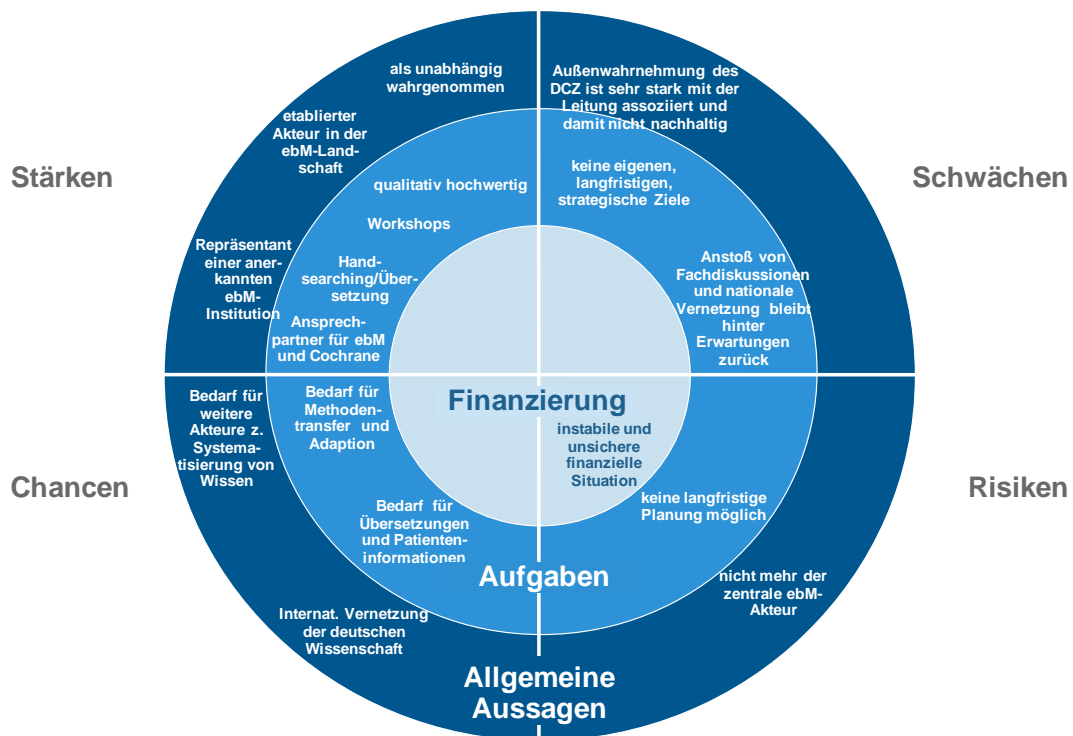 Stärken
als unabhängig
wahrgenommen
etablierter
Akteur in der
ebM-Land-
schaft
Repräsentant
einer aner-
kannten
ebM-
Institution
qualitativ hochwertig
Workshops
Hand-
searching/Über-
setzung
Ansprech-
partner für ebM
und Cochrane
Schwächen
Außenwahrnehmung des
DCZ ist sehr stark mit der
Leitung assoziiert und
damit nicht nachhaltig
keine eigenen,
langfristigen,
strategische Ziele
Anstoß von
Fachdiskussionen
und nationale
Vernetzung bleibt
hinter
Erwartungen
zurück
Chancen
Bedarf für
weitere
Akteure z.
Systema-
tisierung von
Wissen
Bedarf für
Methoden-
transfer und
Adaption
Bedarf für
Übersetzungen
und Patienten-
informationen
Internat. Vernetzung
der deutschen
Wissenschaft
Finanzierung
instabile und
unsichere
finanzielle
Situation
Risiken
keine langfristige
Planung möglich
nicht mehr der
zentrale ebM-
Akteur
Aufgaben
Allgemeine
Aussagen